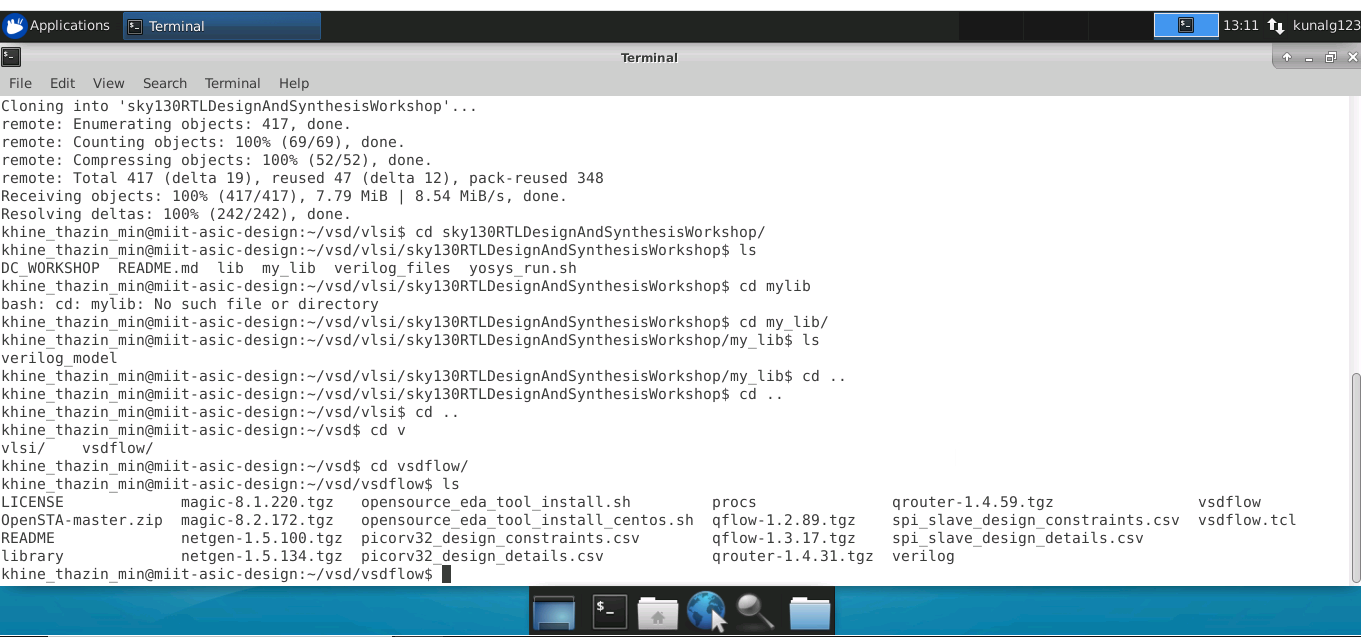 Applications Terminal 13:11 kunalg123
Terminal
File Edit View Search Terminal Help
Cloning into 'sky130RTLDesignAndSynthesisWorkshop'...
remote: Enumerating objects: 417, done.
remote: Counting objects: 100% (69/69), done.
remote: Compressing objects: 100% (52/52), done.
remote: Total 417 (delta 19), reused 47 (delta 12), pack-reused 348
Receiving objects: 100% (417/417), 7.79 MiB | 8.54 MiB/s, done.
Resolving deltas: 100% (242/242), done.
khine_thazin_min@miit-asic-design:~/vsd/vlsi$ cd sky130RTLDesignAndSynthesisWorkshop/
khine_thazin_min@miit-asic-design:~/vsd/vlsi/sky130RTLDesignAndSynthesisWorkshop$ ls
DC_WORKSHOP  README.md  lib  my_lib  verilog_files  yosys_run.sh
khine_thazin_min@miit-asic-design:~/vsd/vlsi/sky130RTLDesignAndSynthesisWorkshop$ cd mylib
bash: cd: mylib: No such file or directory
khine_thazin_min@miit-asic-design:~/vsd/vlsi/sky130RTLDesignAndSynthesisWorkshop$ cd my_lib/
khine_thazin_min@miit-asic-design:~/vsd/vlsi/sky130RTLDesignAndSynthesisWorkshop/my_lib$ ls
verilog_model
khine_thazin_min@miit-asic-design:~/vsd/vlsi/sky130RTLDesignAndSynthesisWorkshop/my_lib$ cd ..
khine_thazin_min@miit-asic-design:~/vsd/vlsi/sky130RTLDesignAndSynthesisWorkshop$ cd ..
khine_thazin_min@miit-asic-design:~/vsd/vlsi$ cd ..
khine_thazin_min@miit-asic-design:~/vsd$ cd v
vlsi/    vsdflow/
khine_thazin_min@miit-asic-design:~/vsd$ cd vsdflow/
khine_thazin_min@miit-asic-design:~/vsd/vsdflow$ ls
LICENSE             magic-8.1.220.tgz   opensource_eda_tool_install.sh         procs              qrouter-1.4.59.tgz                vsdflow
OpenSTA-master.zip  magic-8.2.172.tgz   opensource_eda_tool_install_centos.sh  qflow-1.2.89.tgz   spi_slave_design_constraints.csv  vsdflow.tcl
README              netgen-1.5.100.tgz  picorv32_design_constraints.csv        qflow-1.3.17.tgz   spi_slave_design_details.csv
library             netgen-1.5.134.tgz  picorv32_design_details.csv            qrouter-1.4.31.tgz  verilog
khine_thazin_min@miit-asic-design:~/vsd/vsdflow$